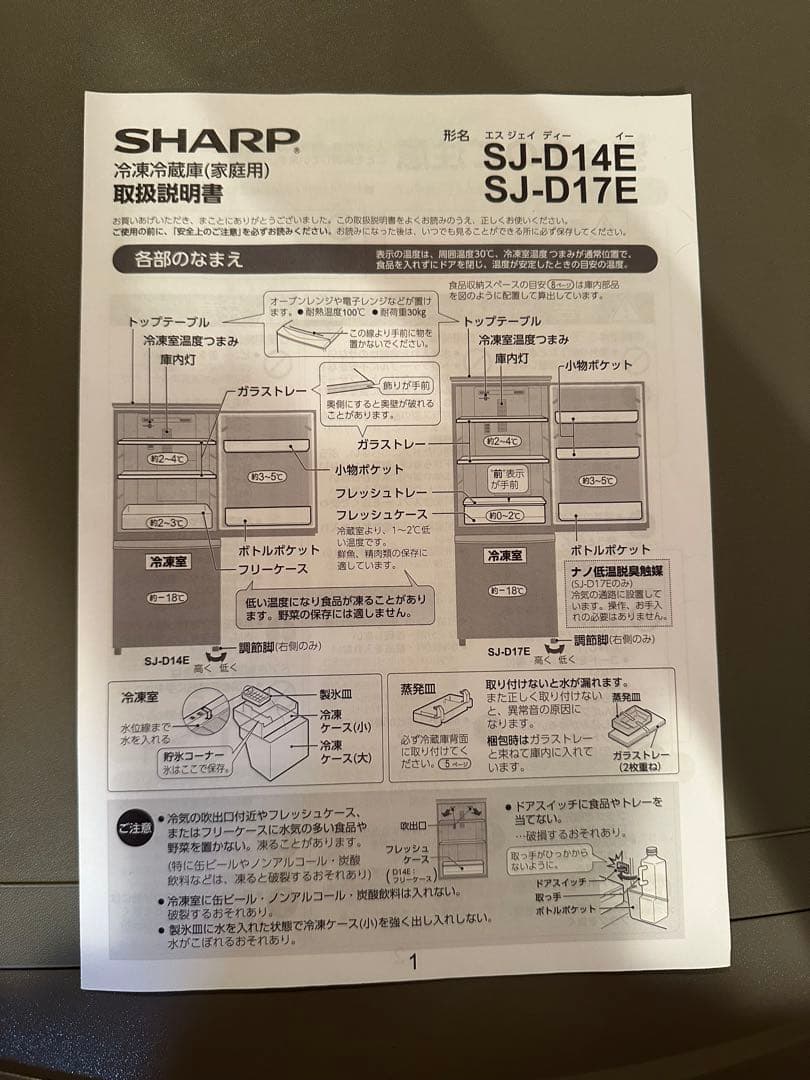 SHARP®
冷凍冷蔵庫(家庭用)
取扱説明書
形名
エス ジェイ ディー イー
SJ-D14E
SJ-D17E
お買いあげいただき、まことにありがとうございました。この取扱説明書をよくお読みのうえ、正しくお使いください。
ご使用の前に、「安全上のご注意」を必ずお読みください。お読みになった後は、いつでも見ることができる所に必ず保存してください。
各部のなまえ
表示の温度は、周囲温度30℃、冷凍室温度つまみが通常位置で、
食品を入れずにドアを閉じ、温度が安定したときの目安の温度。
食品収納スペースの目安(8ページ)は庫内部品
を図のように配置して算出しています。
オープンレンジや電子レンジなどが置け
ます。●耐熱温度100℃ ●耐荷重30kg
この線より手前に物を
置かないでください。
トップテーブル
冷凍室温度つまみ
庫内灯
ガラストレー
飾りが手前
奥側にすると奥壁が破れる
ことがあります。
約2~4℃
約3~5℃
約2~3℃
冷凍室
約-18℃
SJ-D14E
ガラストレー
小物ポケット
フレッシュトレー
フレッシュケース
冷蔵室より、1~2℃低
い温度です。
鮮魚、精肉類の保存に
適しています。
ボトルポケット
フリーケース
低い温度になり食品が凍ることがあり
ます。野菜の保存には適しません。
調節脚(右側のみ)
高く 低く
トップテーブル
冷凍室温度つまみ
庫内灯
小物ポケット
約2~4℃
"前"表示
が手前
約3~5℃
約0~2℃
冷凍室
約-18℃
SJ-D17E
ボトルポケット
ナノ低温脱臭触媒
(SJ-D17Eのみ)
冷気の通路に設置して
います。操作、お手入
れの必要はありません。
調節脚(右側のみ)
高く 低く
冷凍室
水位線まで
水を入れる
貯氷コーナー
氷はここで保存。
製氷皿
冷凍
ケース(小)
冷凍
ケース(大)
蒸発皿
必ず冷蔵庫背面
に取り付けてく
ださい。(5ページ)
取り付けないと水が漏れます。
また正しく取り付けない
と、異常音の原因に
なります。
梱包時はガラストレー
と束ねて庫内に入れて
います。
蒸発皿
ガラストレー
(2枚重ね)
ご注意
● 冷気の吹出口付近やフレッシュケース、
またはフリーケースに水気の多い食品や
野菜を置かない。凍ることがあります。
(特に缶ビールやノンアルコール・炭酸
飲料などは、凍ると破裂するおそれあり)
● 冷凍室に缶ビール・ノンアルコール・炭酸飲料は入れない。
破裂するおそれあり。
● 製氷皿に水を入れた状態で冷凍ケース(小)を強く出し入れしない。
水がこぼれるおそれあり。
吹出口
フレッシュ
ケース
(D14E:
フリーケース)
● ドアスイッチに食品やトレーを
当てない。
…破損するおそれあり。
取っ手がひっかから
ないように。
ドアスイッチ
取っ手
ボトルポケット
1